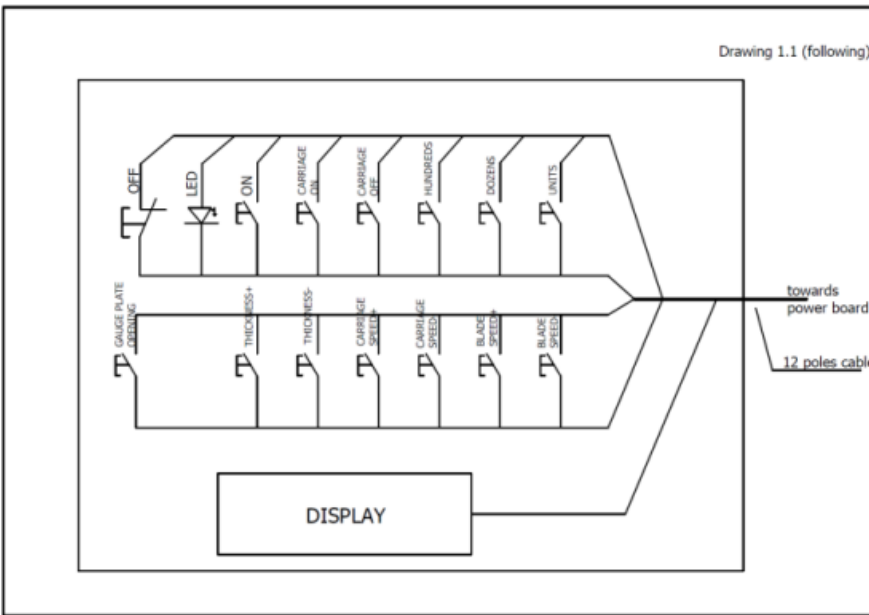 Drawing 1.1 (following)
OFF
LED
ON
CARRIAGE
ON
CARRIAGE
OFF
HUNDREDS
DOZENS
UNITS
GAUGE PLATE
OPENING
THICKNESS+
THICKNESS-
CARRIAGE
SPEED+
CARRIAGE
SPEED-
BLADE
SPEED+
BLADE
SPEED-
towards
power board
12 poles cable
DISPLAY